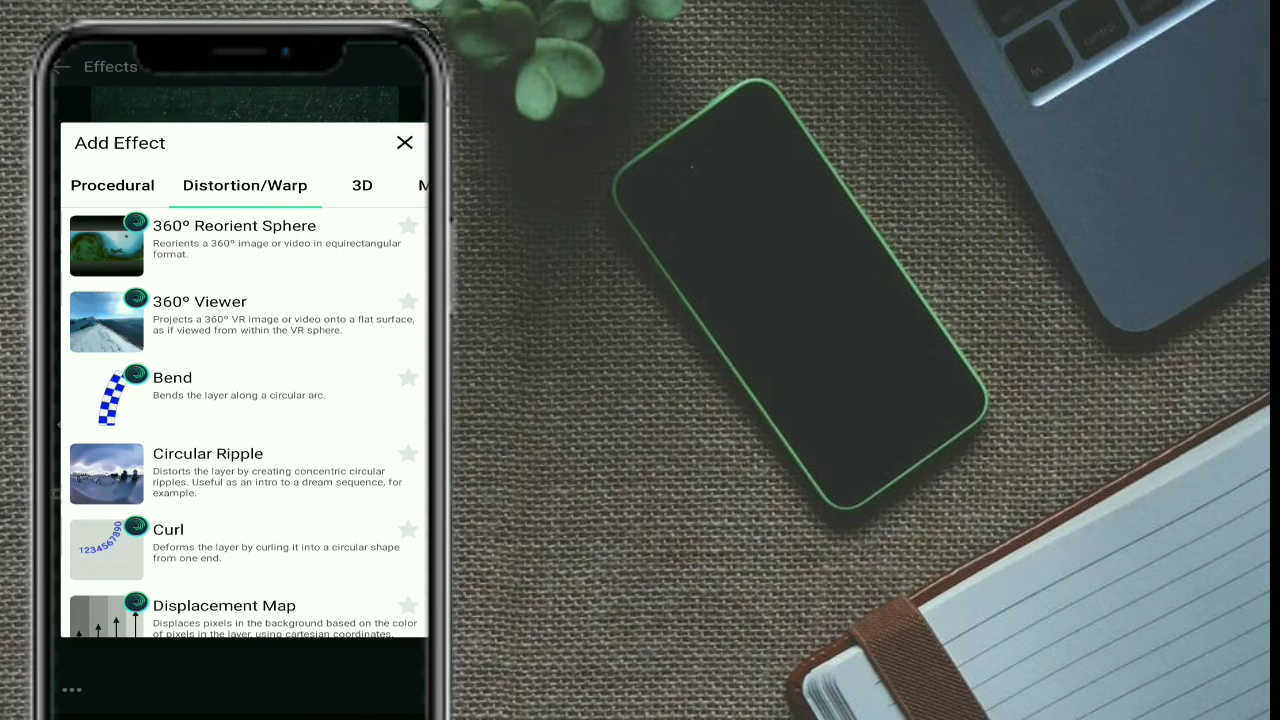 Effects
Add Effect
Procedural Distortion/Warp 3D M
360º Reorient Sphere
Reorients a 360º image or video in equirectangular
format.
360º Viewer
Projects a 360º VR image or video onto a flat surface,
as if viewed from within the VR sphere.
Bend
Bends the layer along a circular arc.
Circular Ripple
Distorts the layer by creating concentric circular
ripples. Useful as an intro to a dream sequence, for
example.
1234567890
Curl
Deforms the layer by curling it into a circular shape
from one end.
Displacement Map
Displaces pixels in the background based on the color
of pixels in the layer, using cartesian coordinates.
fn